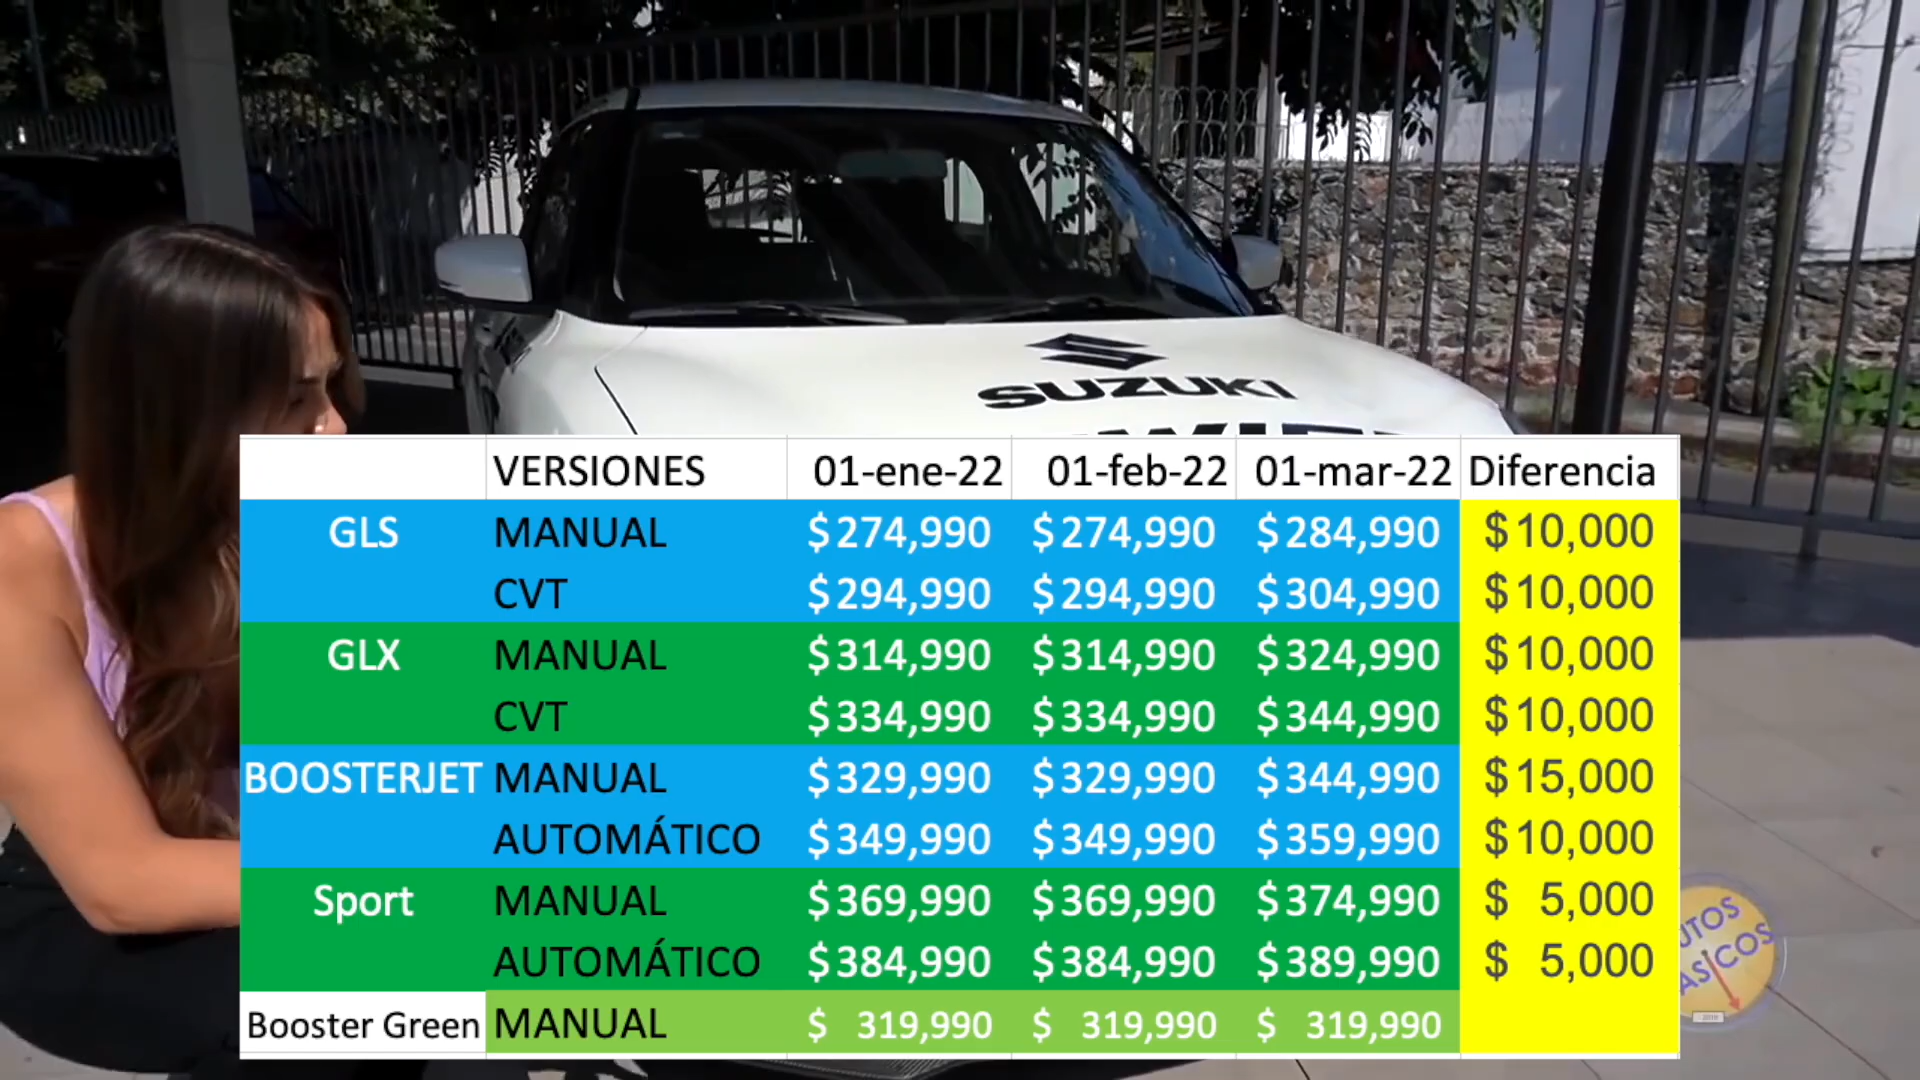 SUZUKI
VERSIONES 01-ene-22 01-feb-22 01-mar-22 Diferencia
GLS MANUAL $274,990 $274,990 $284,990 $10,000
CVT $294,990 $294,990 $304,990 $10,000
GLX MANUAL $314,990 $314,990 $324,990 $10,000
CVT $334,990 $334,990 $344,990 $10,000
BOOSTERJET MANUAL $329,990 $329,990 $344,990 $15,000
AUTOMÁTICO $349,990 $349,990 $359,990 $10,000
Sport MANUAL $369,990 $369,990 $374,990 $ 5,000
AUTOMÁTICO $384,990 $384,990 $389,990 $ 5,000
Booster Green MANUAL $ 319,990 $ 319,990 $ 319,990